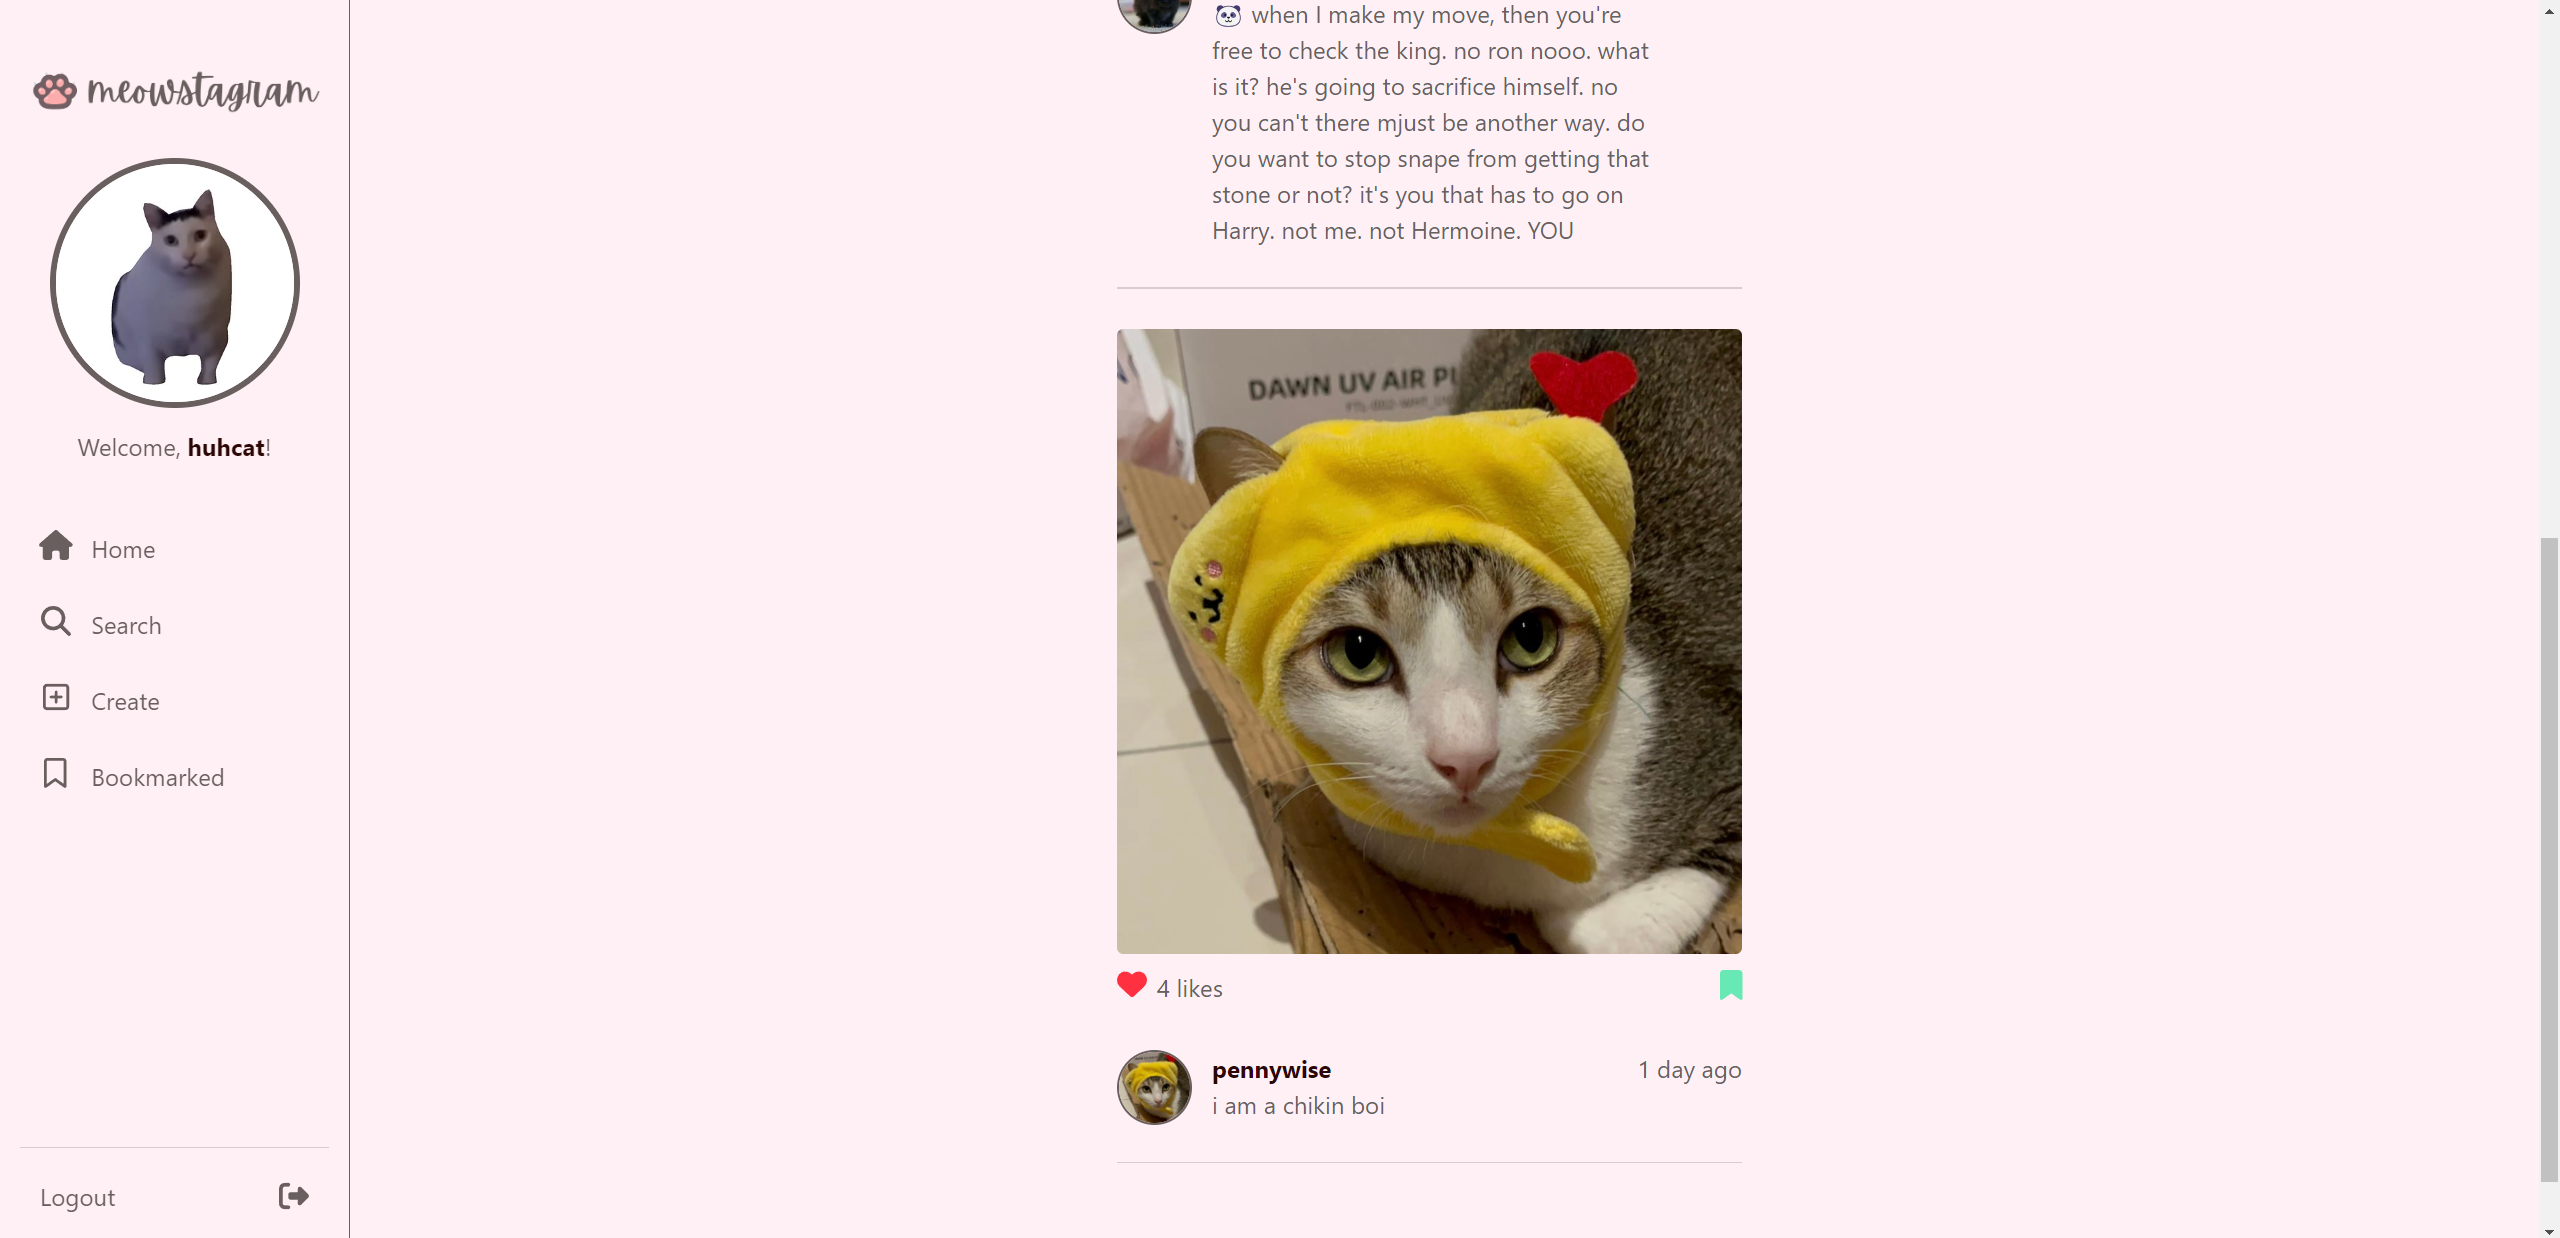 meowstagram
Welcome, huhcat!
Home
Search
Create
Bookmarked
Logout
🐼 when I make my move, then you're
free to check the king. no ron nooo. what
is it? he's going to sacrifice himself. no
you can't there mjust be another way. do
you want to stop snape from getting that
stone or not? it's you that has to go on
Harry. not me. not Hermoine. YOU
DAWN UV AIR
4 likes
pennywise
1 day ago
i am a chikin boi